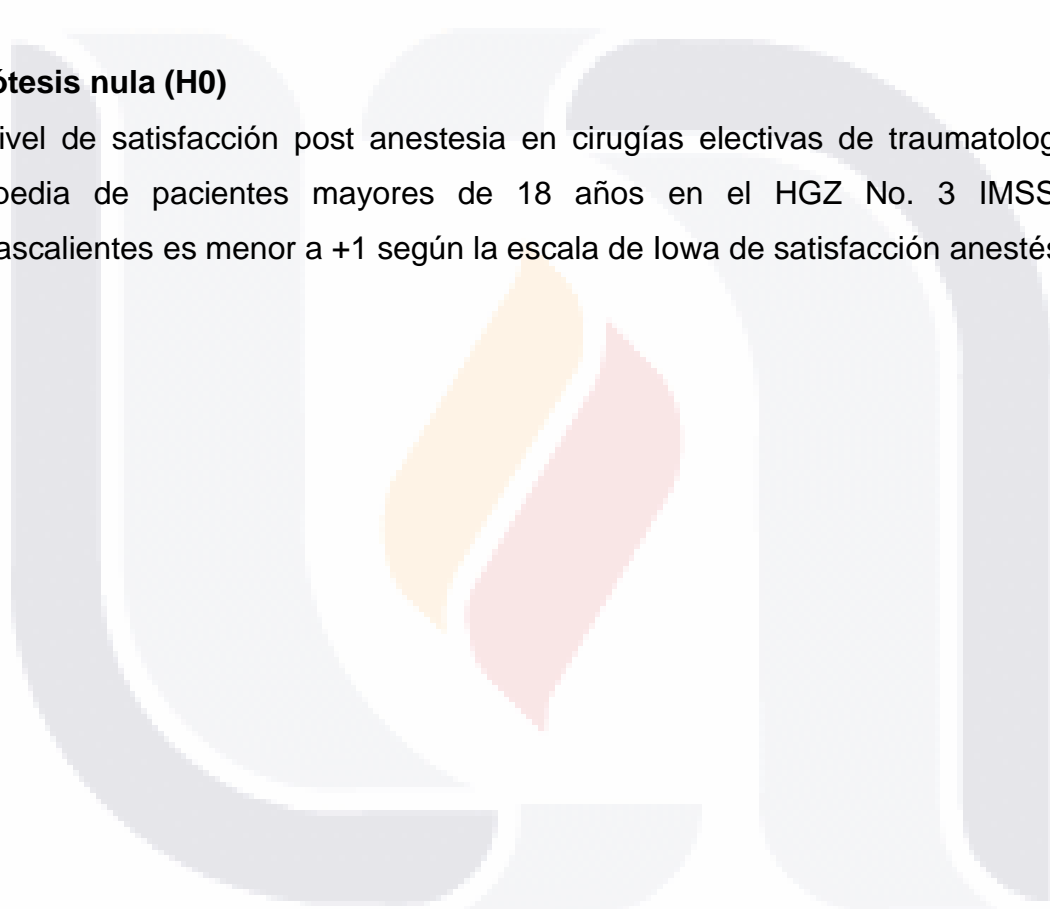 ótesis nula (H0)
ivel de satisfacción post anestesia en cirugías electivas de traumatolog
pedia de pacientes mayores de 18 años en el HGZ No. 3 IMSS
ascalientes es menor a +1 según la escala de Iowa de satisfacción anesté